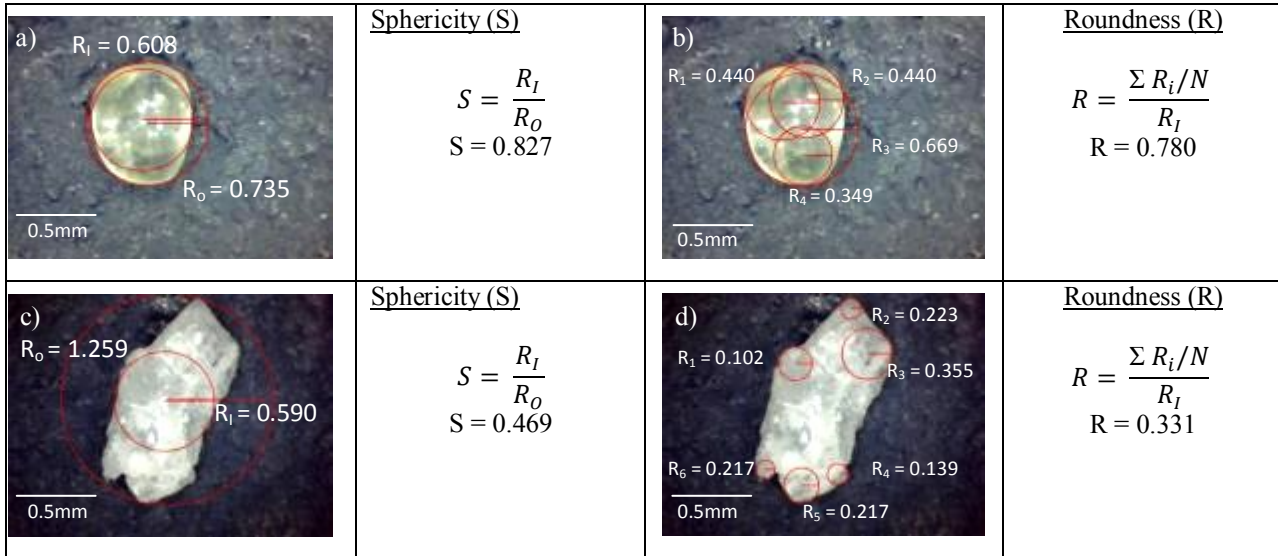 a)
R_I = 0.608
R_o = 0.735
0.5mm
Sphericity (S)
S = R_I / R_O
S = 0.827
b)
R_1 = 0.440
R_2 = 0.440
R_3 = 0.669
R_4 = 0.349
0.5mm
Roundness (R)
R = (Σ R_i/N) / R_I
R = 0.780
c)
R_o = 1.259
R_I = 0.590
0.5mm
Sphericity (S)
S = R_I / R_O
S = 0.469
d)
R_2 = 0.223
R_1 = 0.102
R_3 = 0.355
R_6 = 0.217
R_4 = 0.139
R_5 = 0.217
0.5mm
Roundness (R)
R = (Σ R_i/N) / R_I
R = 0.331